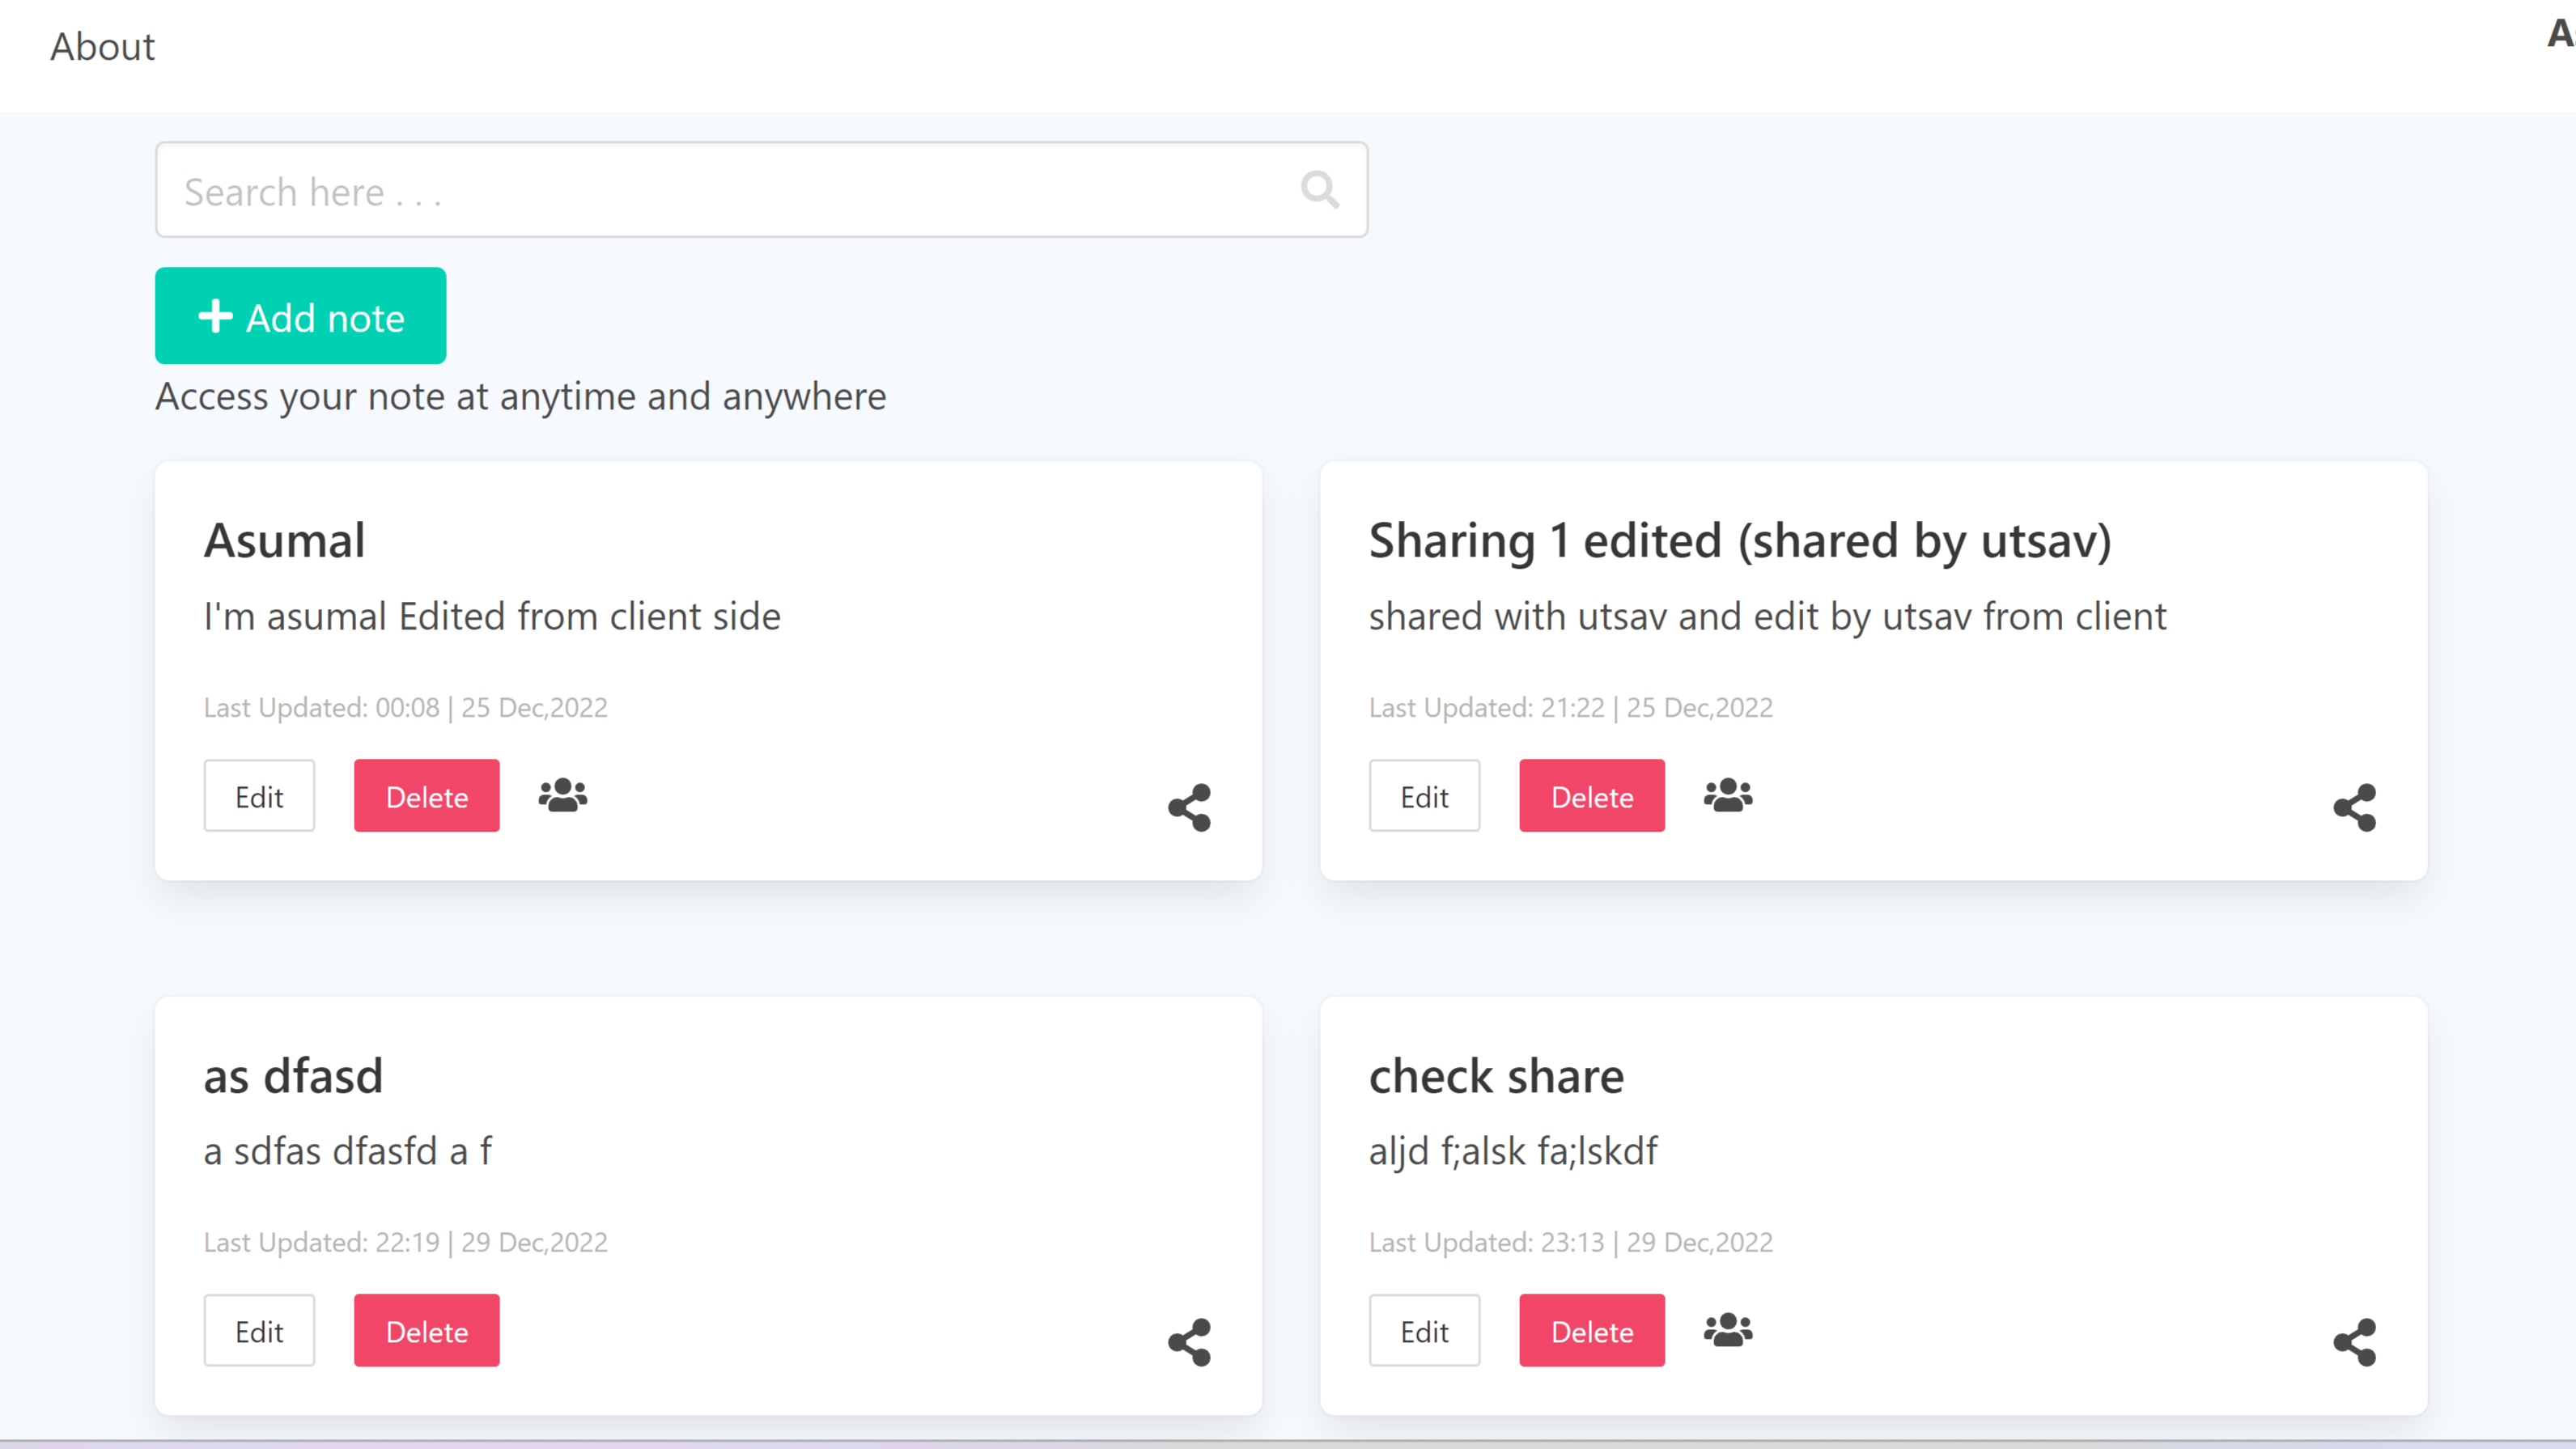 About
Search here . . .
Add note
Access your note at anytime and anywhere
Asumal
I'm asumal Edited from client side
Last Updated: 00:08 | 25 Dec,2022
Edit
Delete
Sharing 1 edited (shared by utsav)
shared with utsav and edit by utsav from client
Last Updated: 21:22 | 25 Dec,2022
Edit
Delete
as dfasd
a sdfas dfasfd a f
Last Updated: 22:19 | 29 Dec,2022
Edit
Delete
check share
aljd f;alsk fa;lskdf
Last Updated: 23:13 | 29 Dec,2022
Edit
Delete